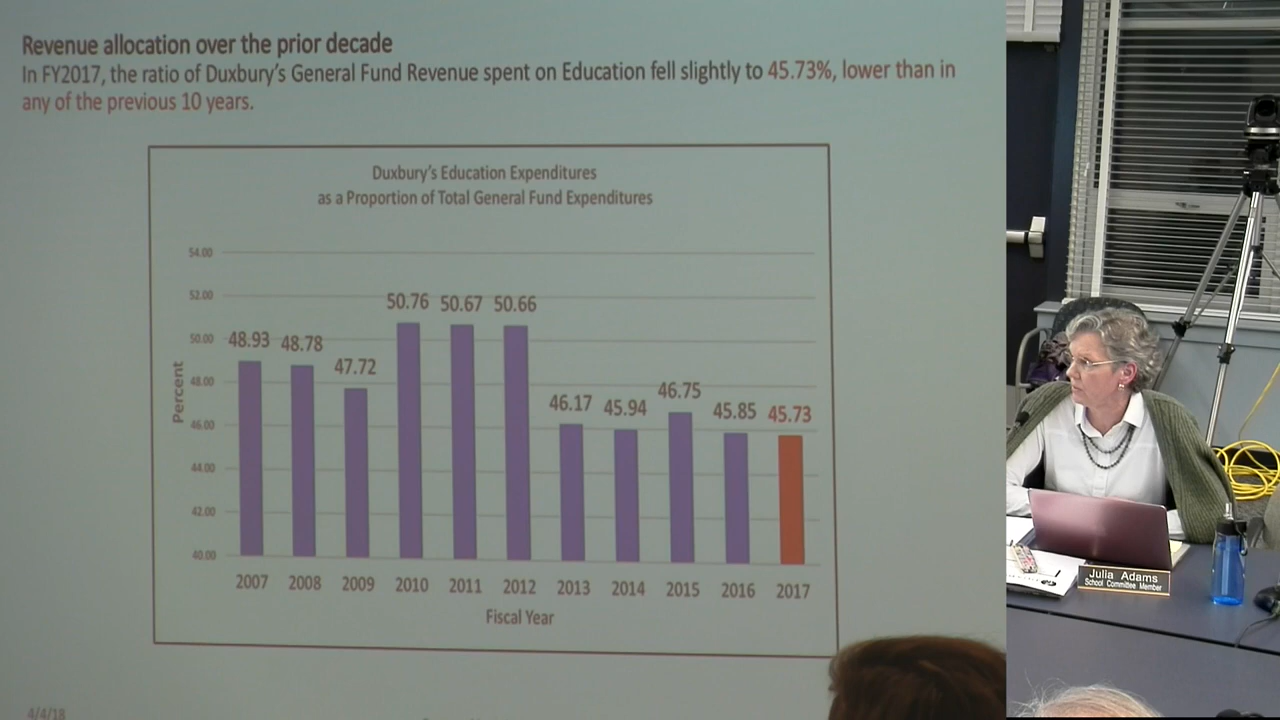 Revenue allocation over the prior decade
In FY2017, the ratio of Duxbury's General Fund Revenue spent on Education fell slightly to 45.73%, lower than in
any of the previous 10 years.
Duxbury's Education Expenditures
as a Proportion of Total General Fund Expenditures
54.00
52.00
50.00
48.00
46.00
44.00
42.00
40.00
Percent
48.93
48.78
47.72
50.76
50.67
50.66
46.17
45.94
46.75
45.85
45.73
2007 2008 2009 2010 2011 2012 2013 2014 2015 2016 2017
Fiscal Year
4/4/18
Julia Adams
School Committee Member